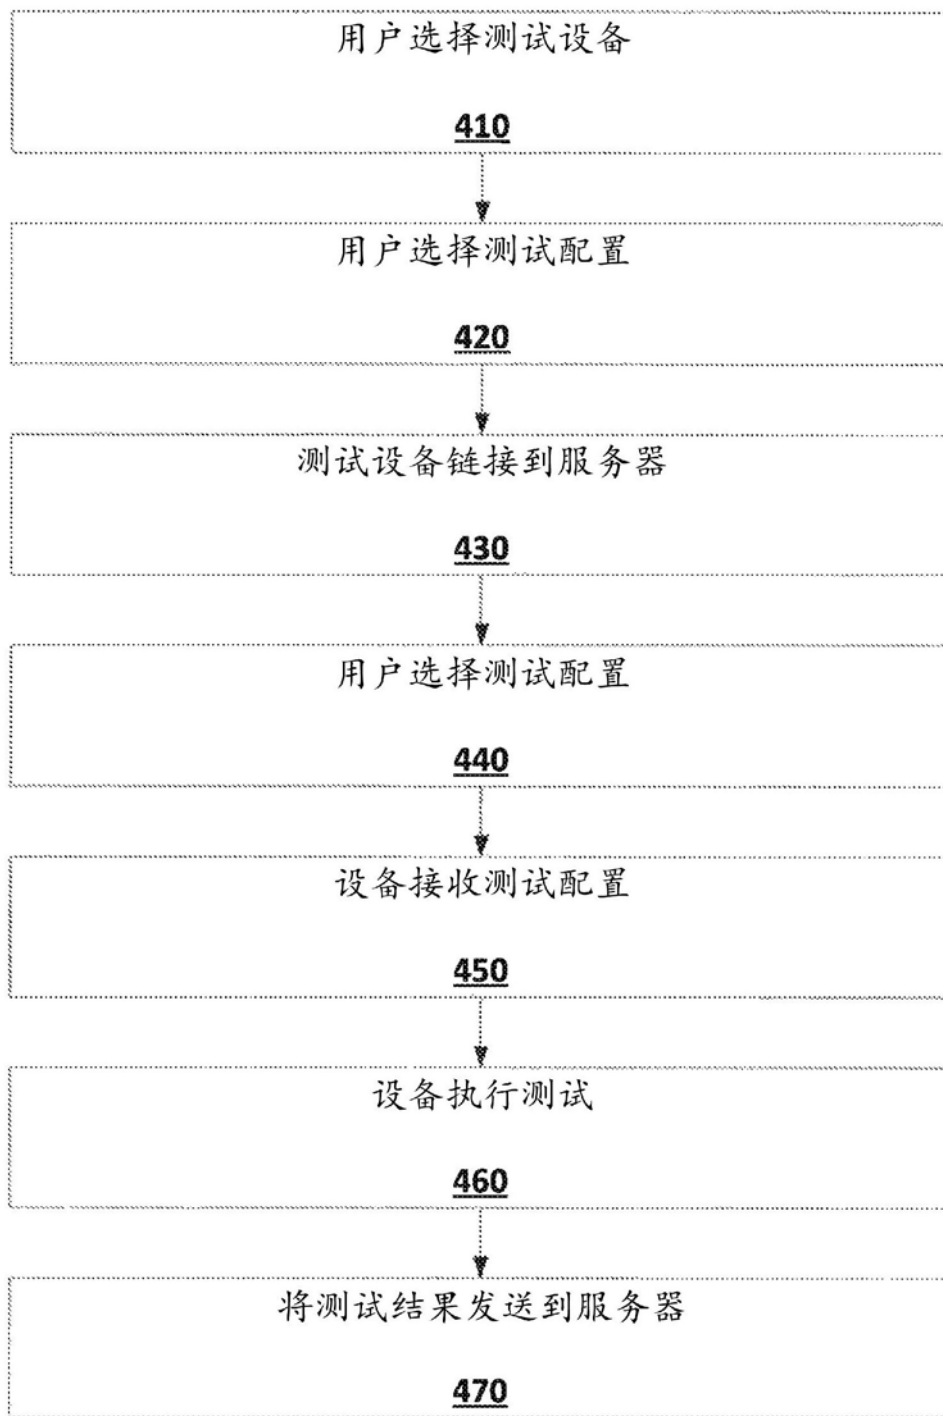 用户选择测试设备
410
用户选择测试配置
420
测试设备链接到服务器
430
用户选择测试配置
440
设备接收测试配置
450
设备执行测试
460
将测试结果发送到服务器
470